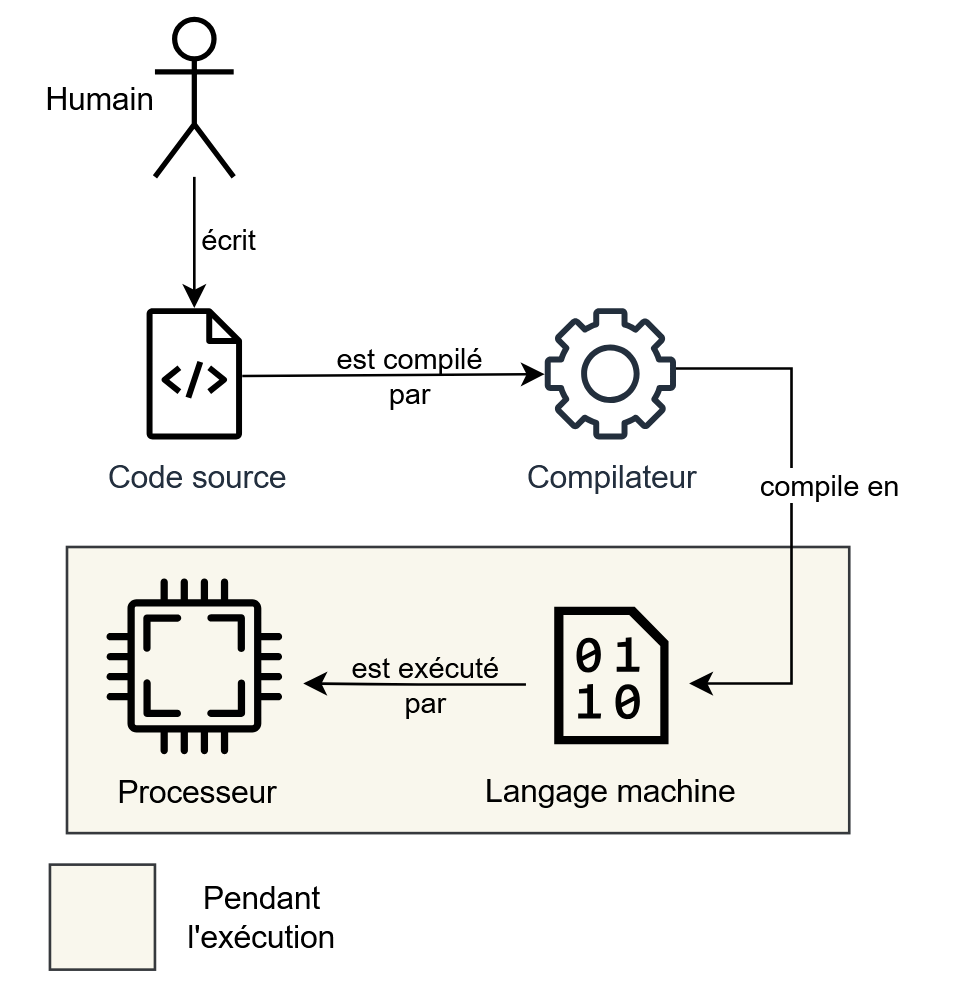 Humain
écrit
</>
est compilé
par
Code source
Compilateur
compile en
01
10
est exécuté
par
Processeur
Langage machine
Pendant
l'exécution